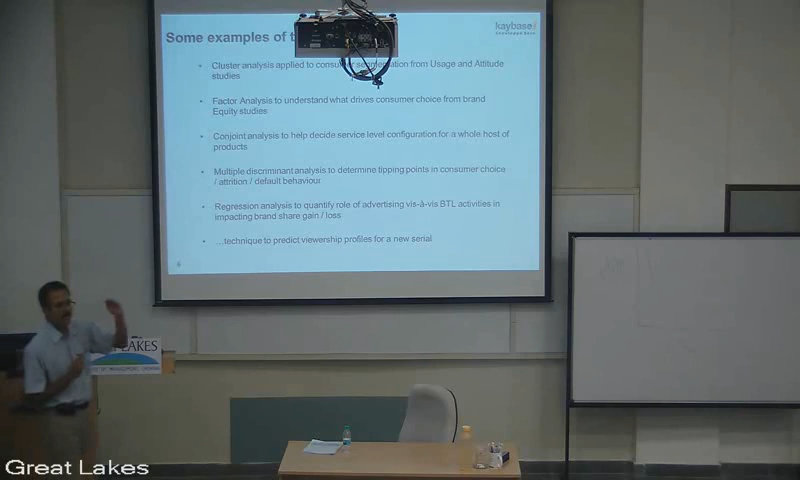 Some examples of t
kaybase
Cluster analysis applied to consumer segmentation from Usage and Attitude
studies
Factor Analysis to understand what drives consumer choice from brand
Equity studies
Conjoint analysis to help decide service level configuration for a whole host of
products
Multiple discriminant analysis to determine tipping points in consumer choice
/ attrition / default behaviour
Regression analysis to quantify role of advertising vis-à-vis BTL activities in
impacting brand share gain / loss
…technique to predict viewership profiles for a new serial
6
LAKES
OF MANAGEMENT, CHENNAI
Great Lakes